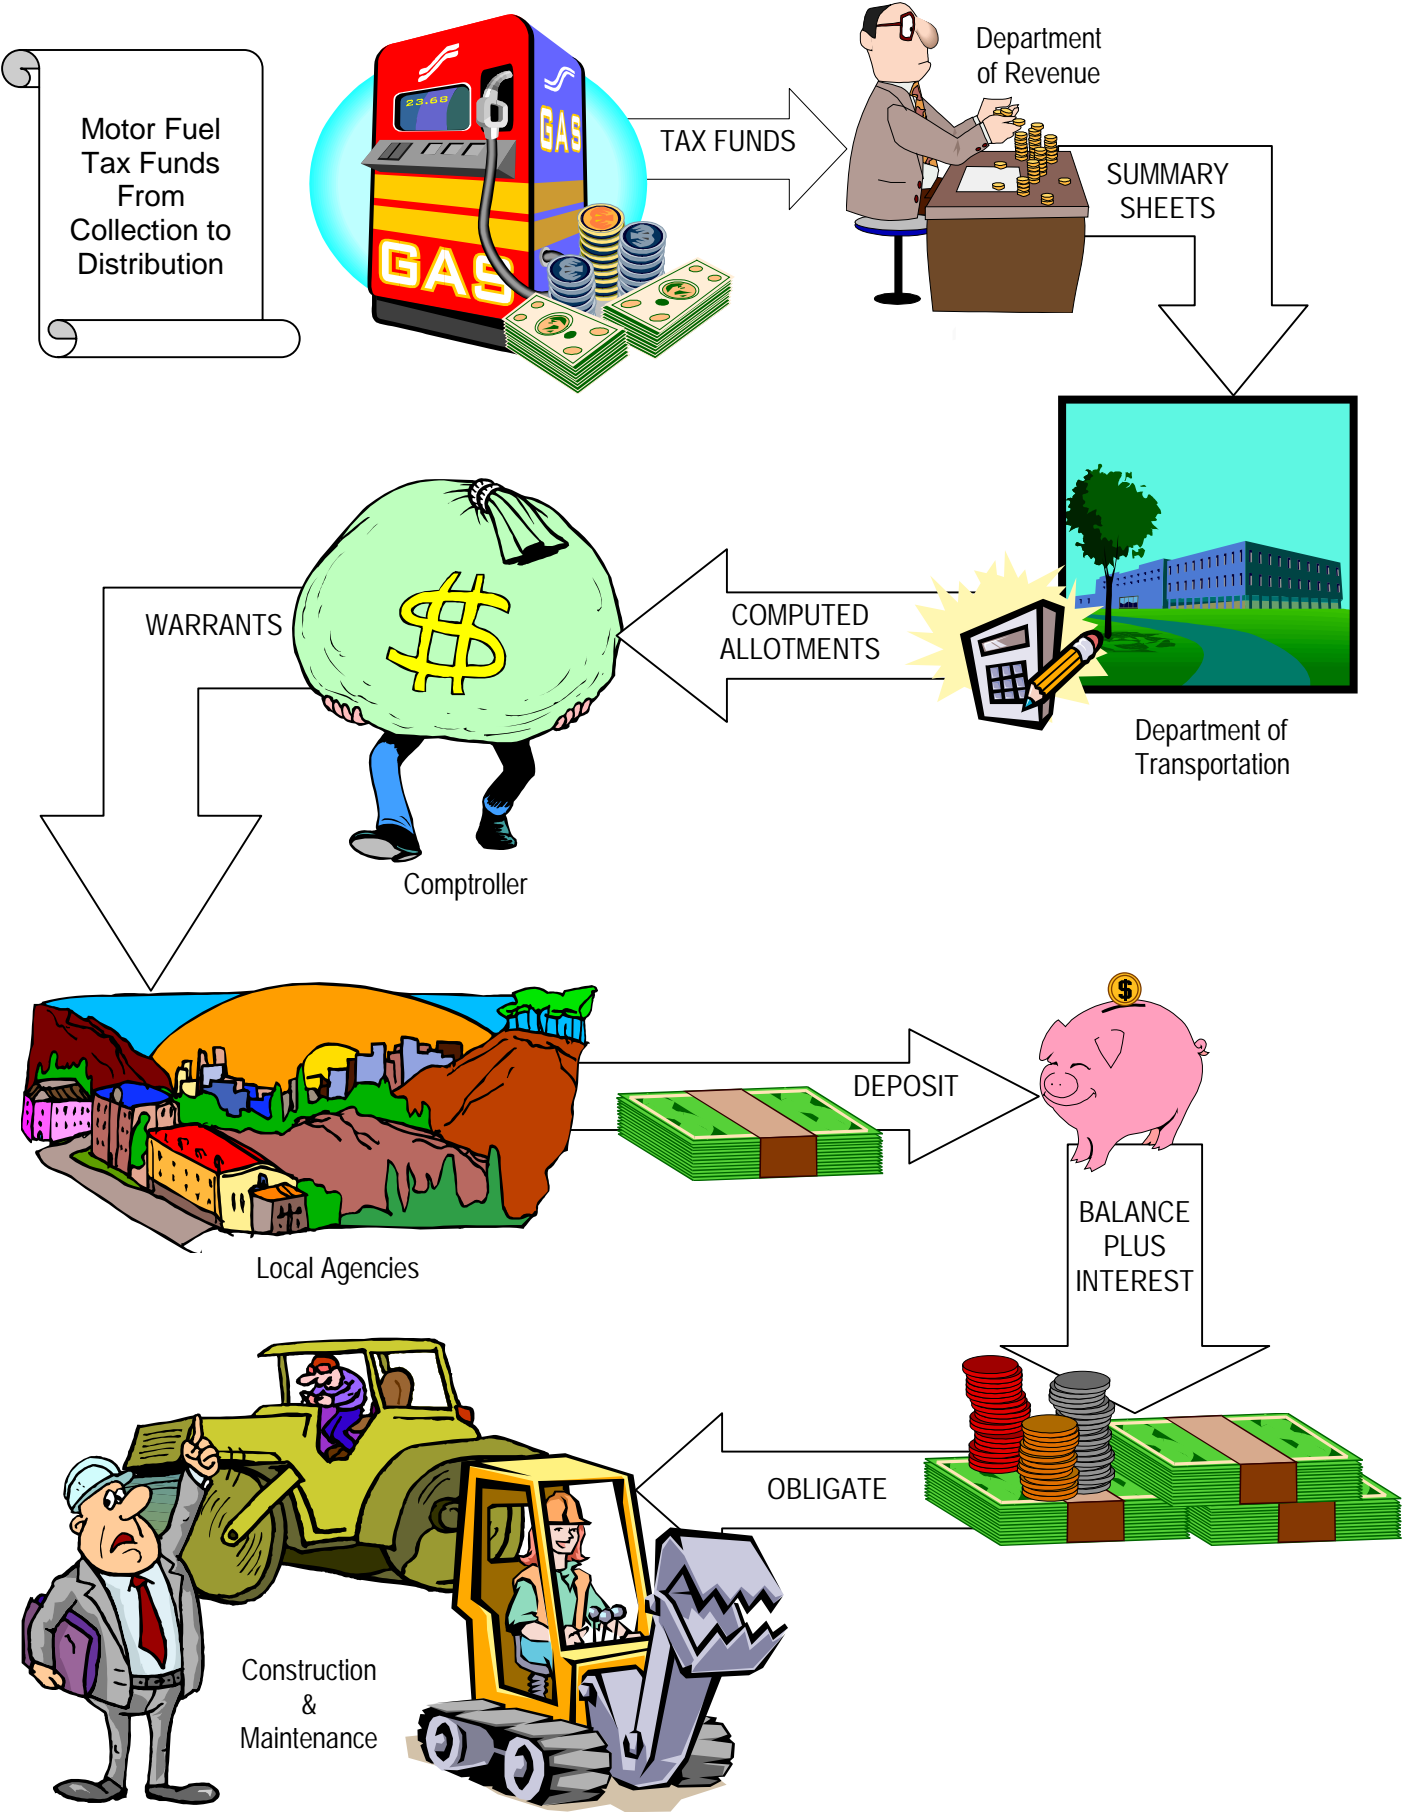 Motor Fuel
Tax Funds
From
Collection to
Distribution
23.68
GAS
GAS
TAX FUNDS
Department
of Revenue
SUMMARY
SHEETS
WARRANTS
$
COMPUTED
ALLOTMENTS
Department of
Transportation
Comptroller
$
DEPOSIT
Local Agencies
BALANCE
PLUS
INTEREST
OBLIGATE
Construction
&
Maintenance